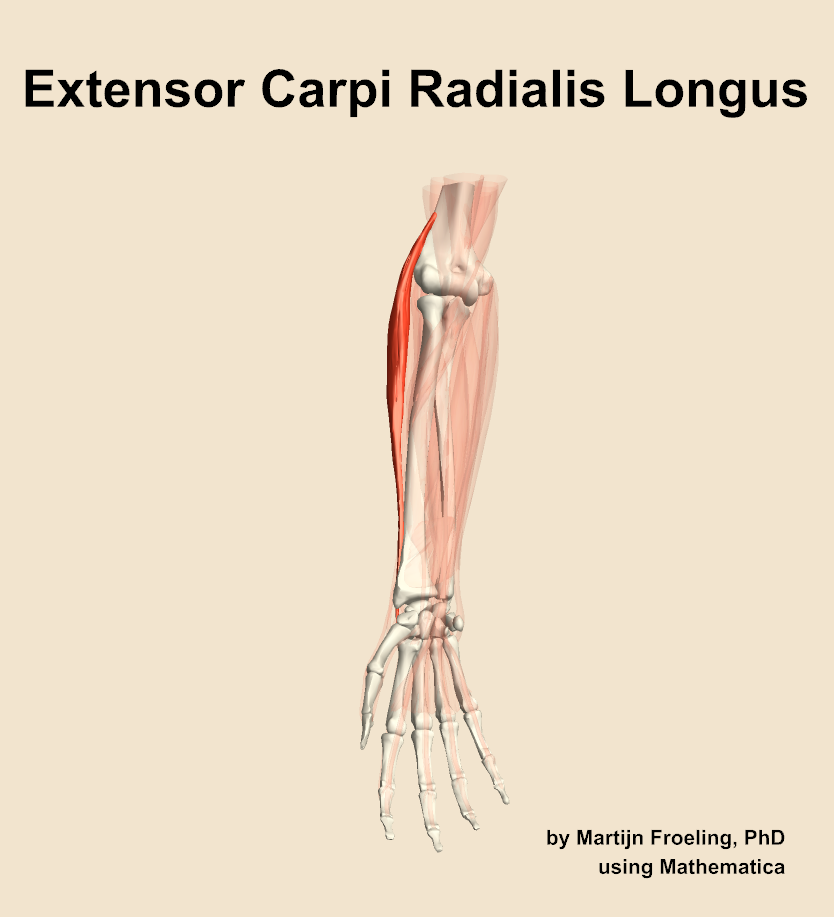 Extensor Carpi Radialis Longus
by Martijn Froeling, PhD
using Mathematica